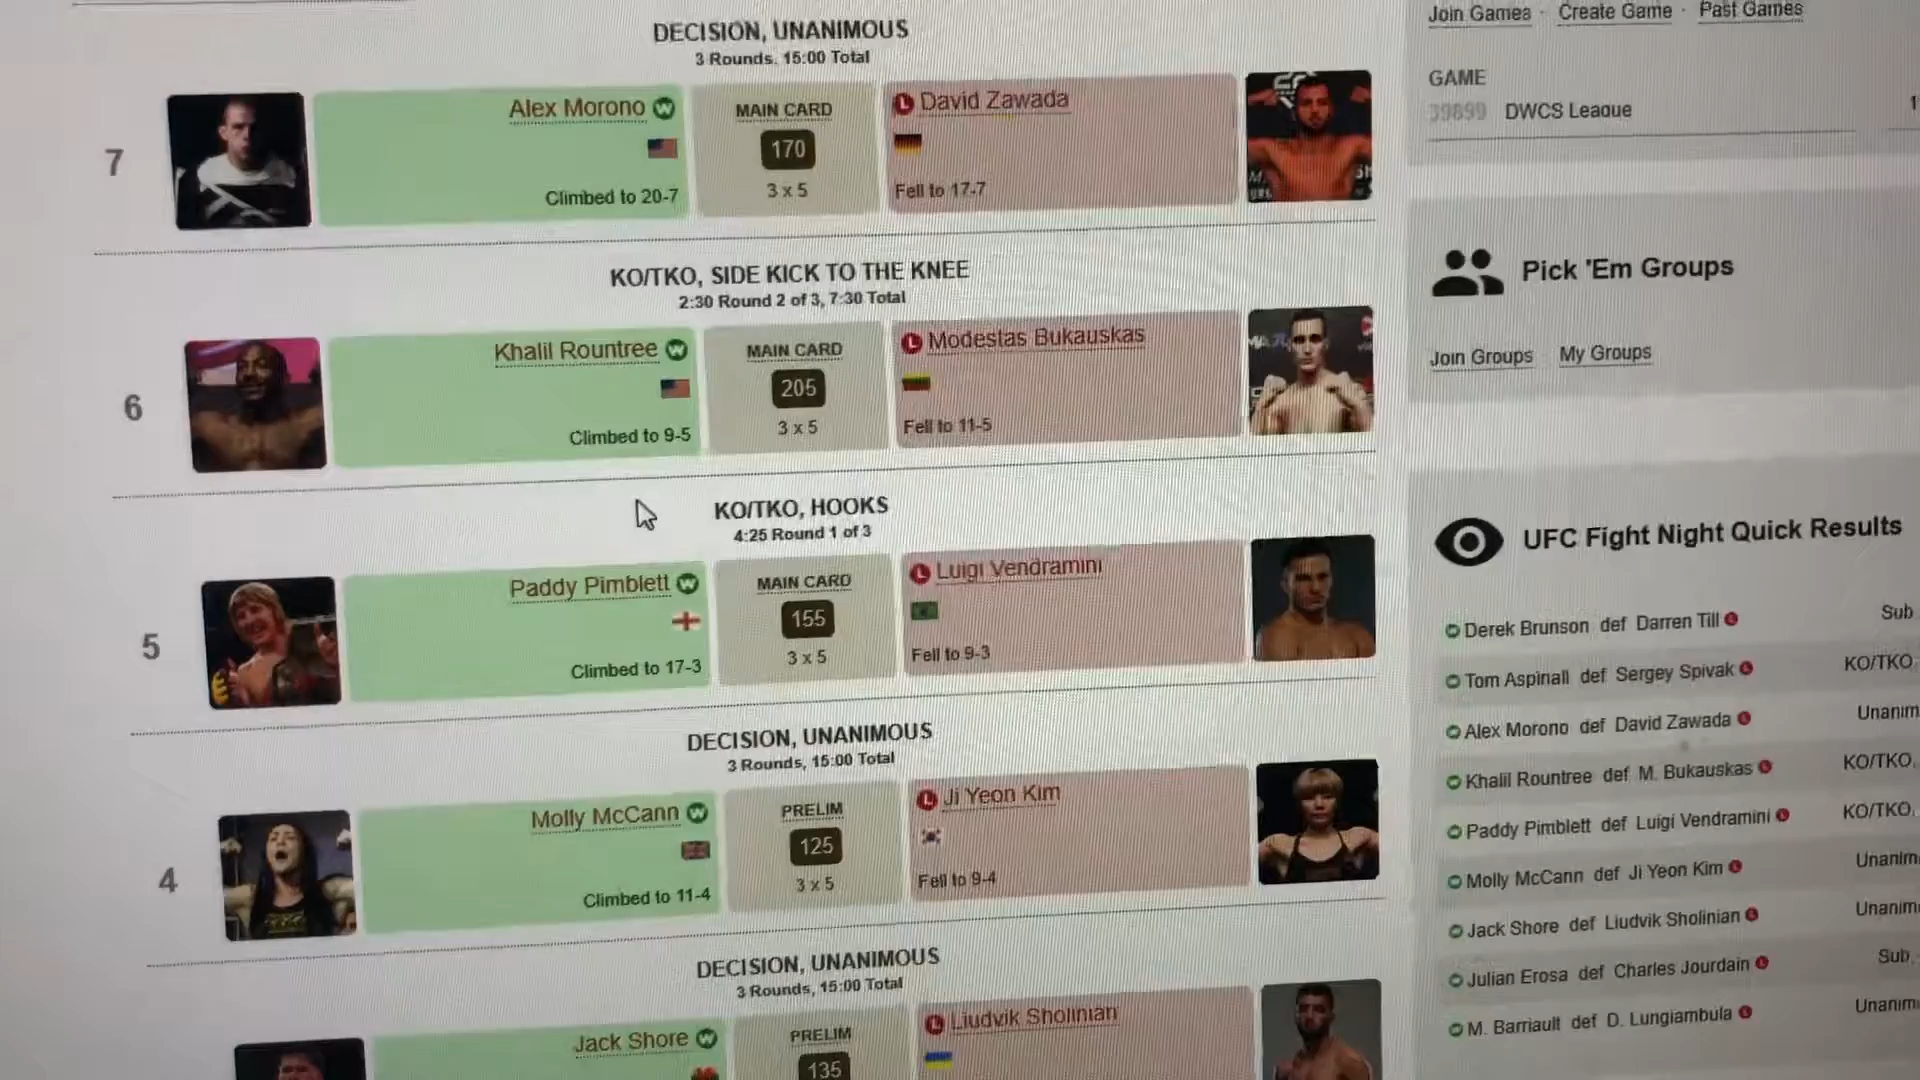 DECISION, UNANIMOUS
3 Rounds, 15:00 Total
7
Alex Morono W
Climbed to 20-7
MAIN CARD
170
3 x 5
L David Zawada
Fell to 17-7
KO/TKO, SIDE KICK TO THE KNEE
2:30 Round 2 of 3, 7:30 Total
6
Khalil Rountree W
Climbed to 9-5
MAIN CARD
205
3 x 5
L Modestas Bukauskas
Fell to 11-5
KO/TKO, HOOKS
4:25 Round 1 of 3
5
Paddy Pimblett W
Climbed to 17-3
MAIN CARD
155
3 x 5
L Luigi Vendramini
Fell to 9-3
DECISION, UNANIMOUS
3 Rounds, 15:00 Total
4
Molly McCann W
Climbed to 11-4
PRELIM
125
3 x 5
L Ji Yeon Kim
Fell to 9-4
DECISION, UNANIMOUS
3 Rounds, 15:00 Total
Jack Shore W
PRELIM
135
L Liudvik Sholinian
Join Games · Create Game · Past Games
GAME
39899 DWCS League
Pick 'Em Groups
Join Groups · My Groups
UFC Fight Night Quick Results
Derek Brunson def Darren Till L Sub
Tom Aspinall def Sergey Spivak L KO/TKO,
Alex Morono def David Zawada L Unanim
Khalil Rountree def M. Bukauskas L KO/TKO,
Paddy Pimblett def Luigi Vendramini L KO/TKO,
Molly McCann def Ji Yeon Kim L Unanim
Jack Shore def Liudvik Sholinian L Unanim
Julian Erosa def Charles Jourdain L Sub,
M. Barriault def D. Lungiambula L Unanim